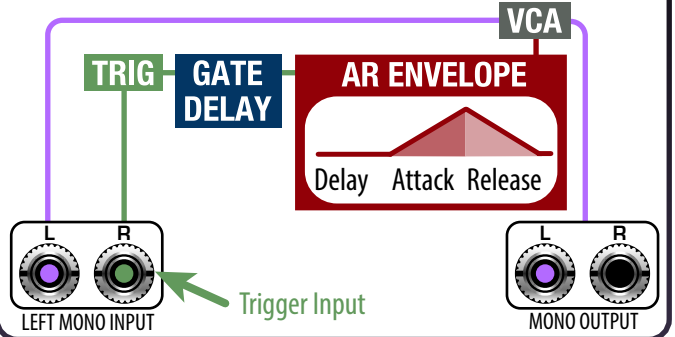 VCA
TRIG
GATE
DELAY
AR ENVELOPE
Delay Attack Release
L R
LEFT MONO INPUT
Trigger Input
L R
MONO OUTPUT